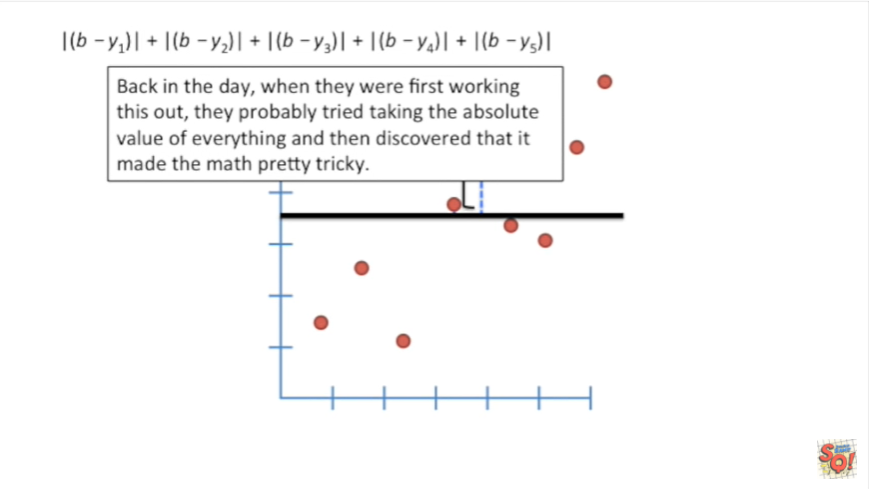 |(b – y₁)| + |(b – y₂)| + |(b – y₃)| + |(b – y₄)| + |(b – y₅)|
Back in the day, when they were first working
this out, they probably tried taking the absolute
value of everything and then discovered that it
made the math pretty tricky.
SQ!